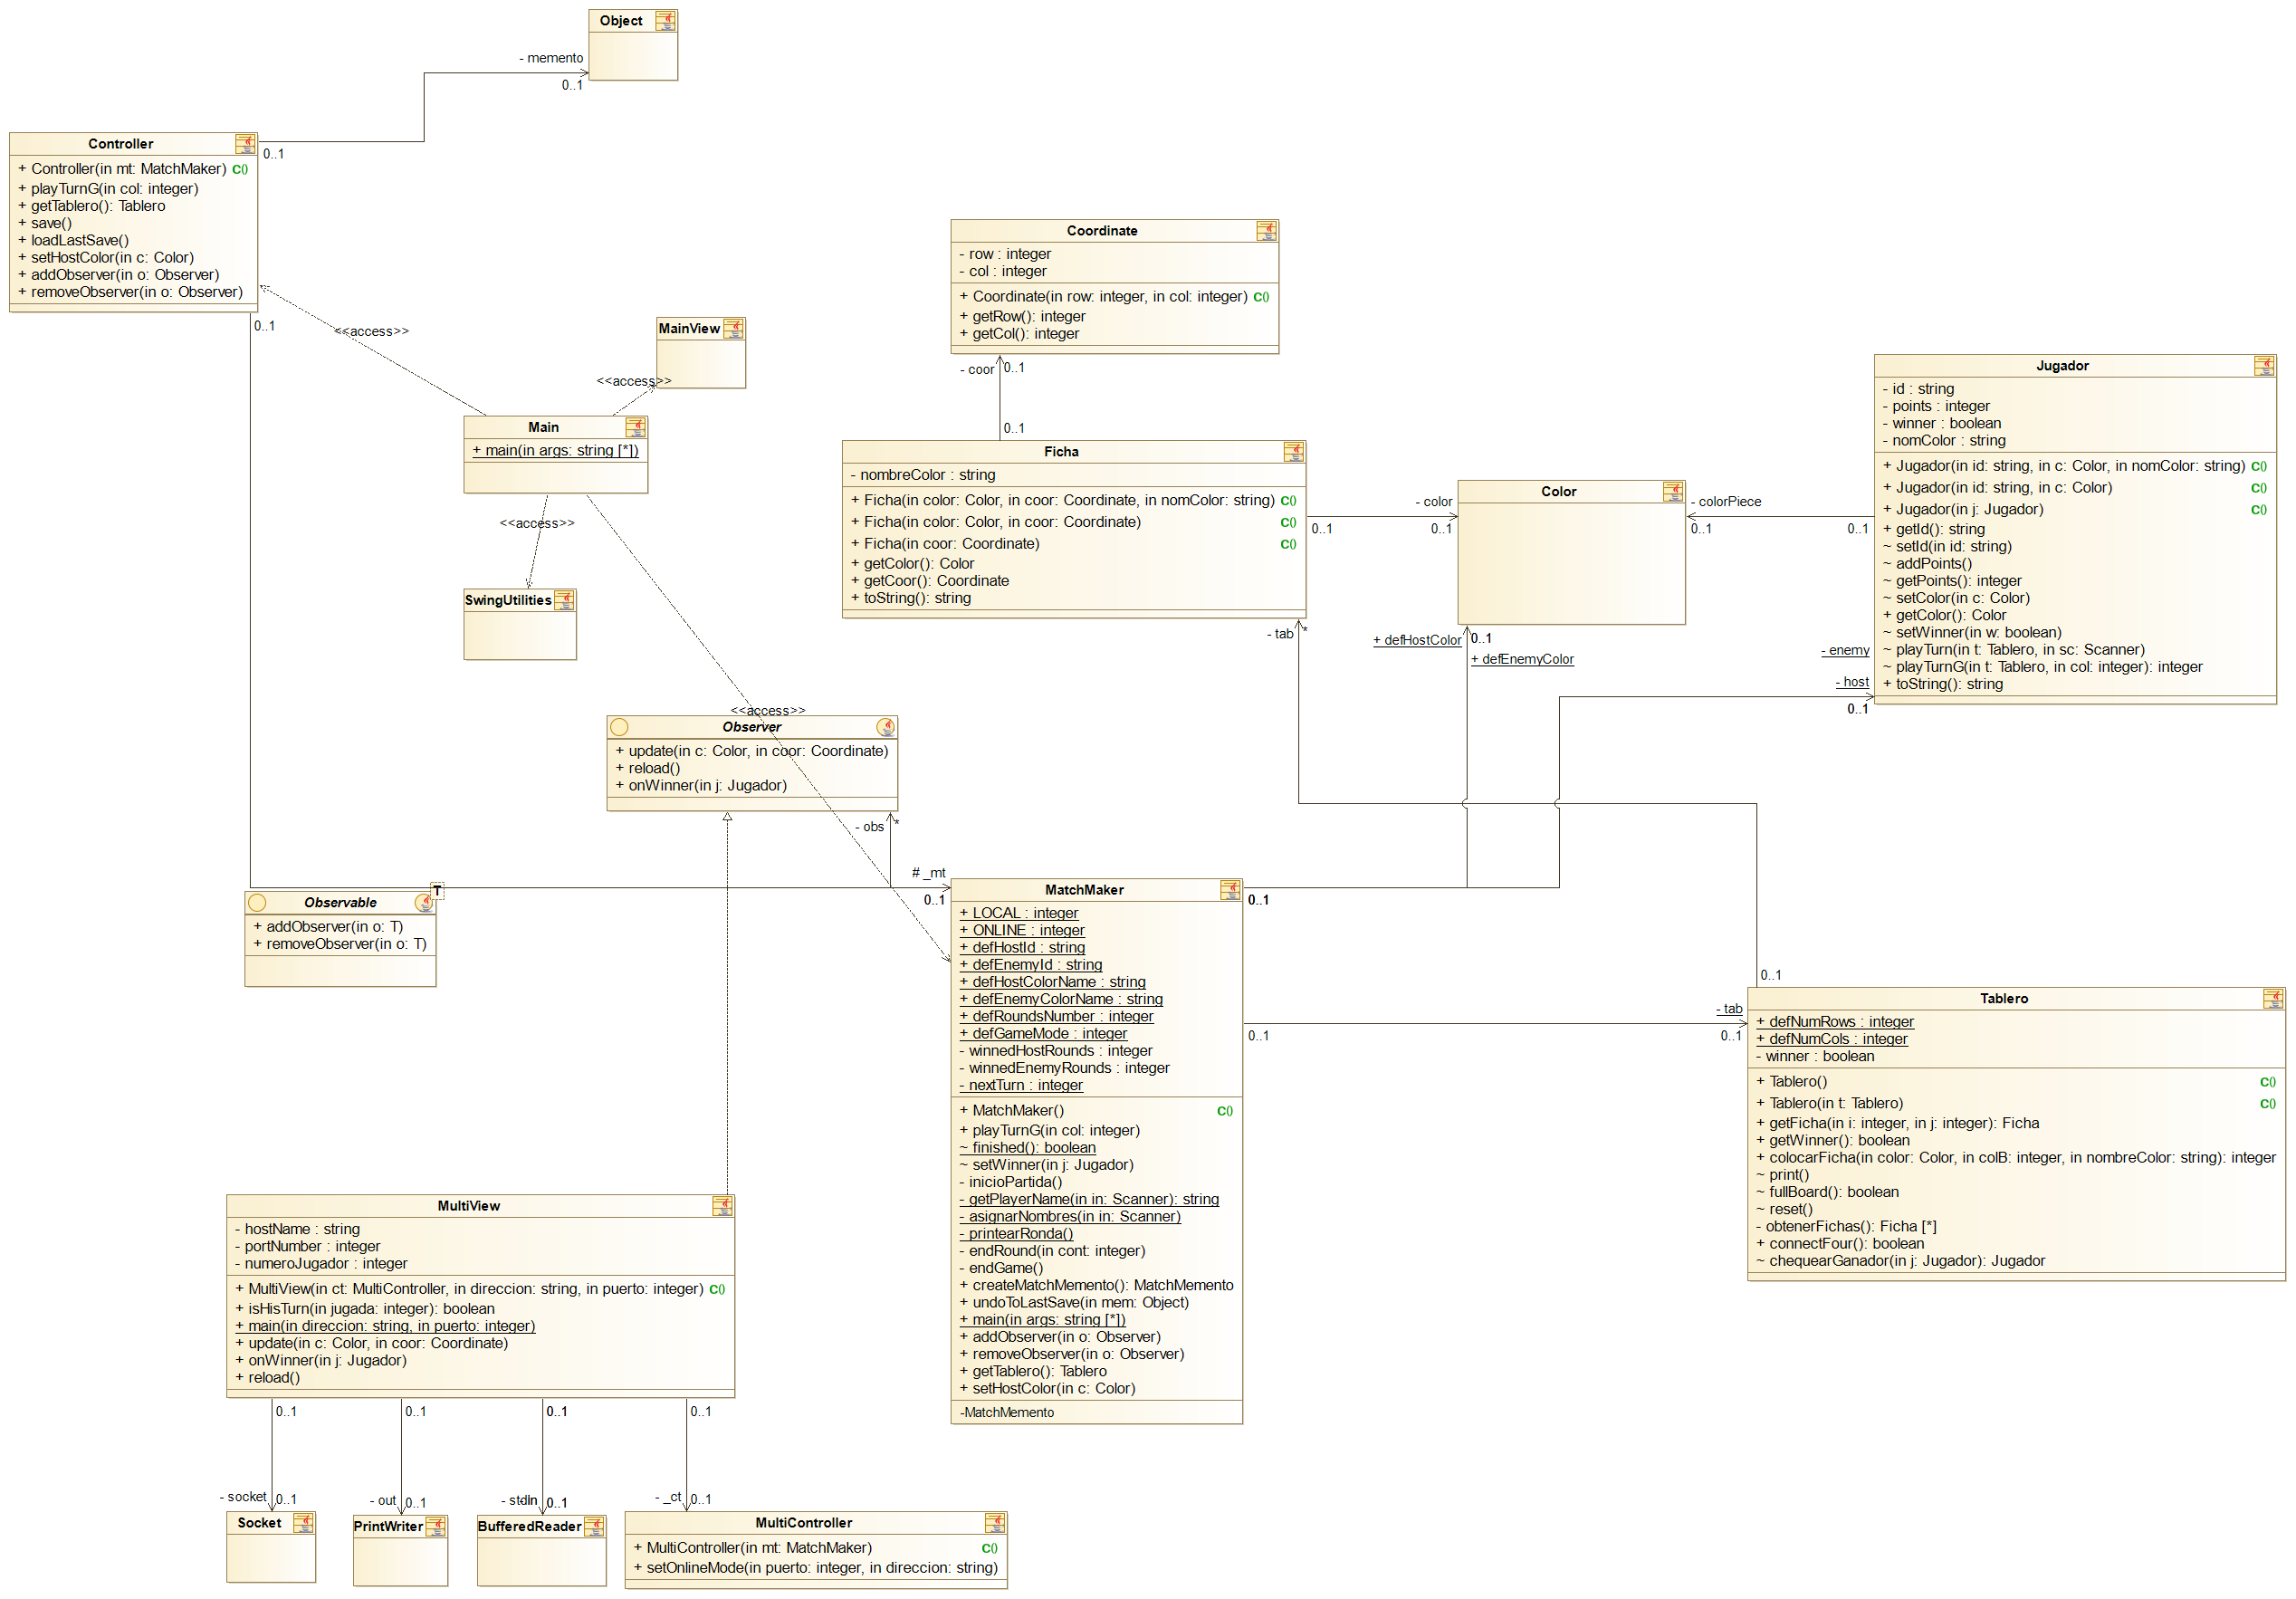 Object
- memento
0..1
Controller
0..1
+ Controller(in mt: MatchMaker) C()
+ playTurnG(in col: integer)
+ getTablero(): Tablero
+ save()
+ loadLastSave()
+ setHostColor(in c: Color)
+ addObserver(in o: Observer)
+ removeObserver(in o: Observer)
0..1
<<access>>
MainView
<<access>>
Main
+ main(in args: string [*])
<<access>>
SwingUtilities
Coordinate
- row : integer
- col : integer
+ Coordinate(in row: integer, in col: integer) C()
+ getRow(): integer
+ getCol(): integer
- coor
0..1
0..1
Ficha
- nombreColor : string
+ Ficha(in color: Color, in coor: Coordinate, in nomColor: string) C()
+ Ficha(in color: Color, in coor: Coordinate) C()
+ Ficha(in coor: Coordinate) C()
+ getColor(): Color
+ getCoor(): Coordinate
+ toString(): string
- color
0..1
0..1
Color
- colorPiece
0..1
0..1
Jugador
- id : string
- points : integer
- winner : boolean
- nomColor : string
+ Jugador(in id: string, in c: Color, in nomColor: string) C()
+ Jugador(in id: string, in c: Color) C()
+ Jugador(in j: Jugador) C()
+ getId(): string
~ setId(in id: string)
~ addPoints()
~ getPoints(): integer
~ setColor(in c: Color)
+ getColor(): Color
~ setWinner(in w: boolean)
~ playTurn(in t: Tablero, in sc: Scanner)
~ playTurnG(in t: Tablero, in col: integer): integer
+ toString(): string
- tab
*
+ defHostColor
0..1
+ defEnemyColor
- enemy
- host
0..1
<<access>>
Observer
+ update(in c: Color, in coor: Coordinate)
+ reload()
+ onWinner(in j: Jugador)
- obs
*
# _mt
0..1
T
Observable
+ addObserver(in o: T)
+ removeObserver(in o: T)
MatchMaker
0..1
+ LOCAL : integer
+ ONLINE : integer
+ defHostId : string
+ defEnemyId : string
+ defHostColorName : string
+ defEnemyColorName : string
+ defRoundsNumber : integer
+ defGameMode : integer
- winnedHostRounds : integer
- winnedEnemyRounds : integer
- nextTurn : integer
+ MatchMaker() C()
+ playTurnG(in col: integer)
~ finished(): boolean
~ setWinner(in j: Jugador)
- inicioPartida()
- getPlayerName(in in: Scanner): string
- asignarNombres(in in: Scanner)
- printearRonda()
- endRound(in cont: integer)
- endGame()
+ createMatchMemento(): MatchMemento
+ undoToLastSave(in mem: Object)
+ main(in args: string [*])
+ addObserver(in o: Observer)
+ removeObserver(in o: Observer)
+ getTablero(): Tablero
+ setHostColor(in c: Color)
-MatchMemento
0..1
- tab
0..1
0..1
Tablero
+ defNumRows : integer
+ defNumCols : integer
- winner : boolean
+ Tablero() C()
+ Tablero(in t: Tablero) C()
+ getFicha(in i: integer, in j: integer): Ficha
+ getWinner(): boolean
+ colocarFicha(in color: Color, in colB: integer, in nombreColor: string): integer
~ print()
~ fullBoard(): boolean
~ reset()
- obtenerFichas(): Ficha [*]
+ connectFour(): boolean
~ chequearGanador(in j: Jugador): Jugador
MultiView
- hostName : string
- portNumber : integer
- numeroJugador : integer
+ MultiView(in ct: MultiController, in direccion: string, in puerto: integer) C()
+ isHisTurn(in jugada: integer): boolean
+ main(in direccion: string, in puerto: integer)
+ update(in c: Color, in coor: Coordinate)
+ onWinner(in j: Jugador)
+ reload()
0..1 0..1 0..1 0..1
- socket 0..1 - out 0..1 - stdIn 0..1 - _ct 0..1
Socket
PrintWriter
BufferedReader
MultiController
+ MultiController(in mt: MatchMaker) C()
+ setOnlineMode(in puerto: integer, in direccion: string)